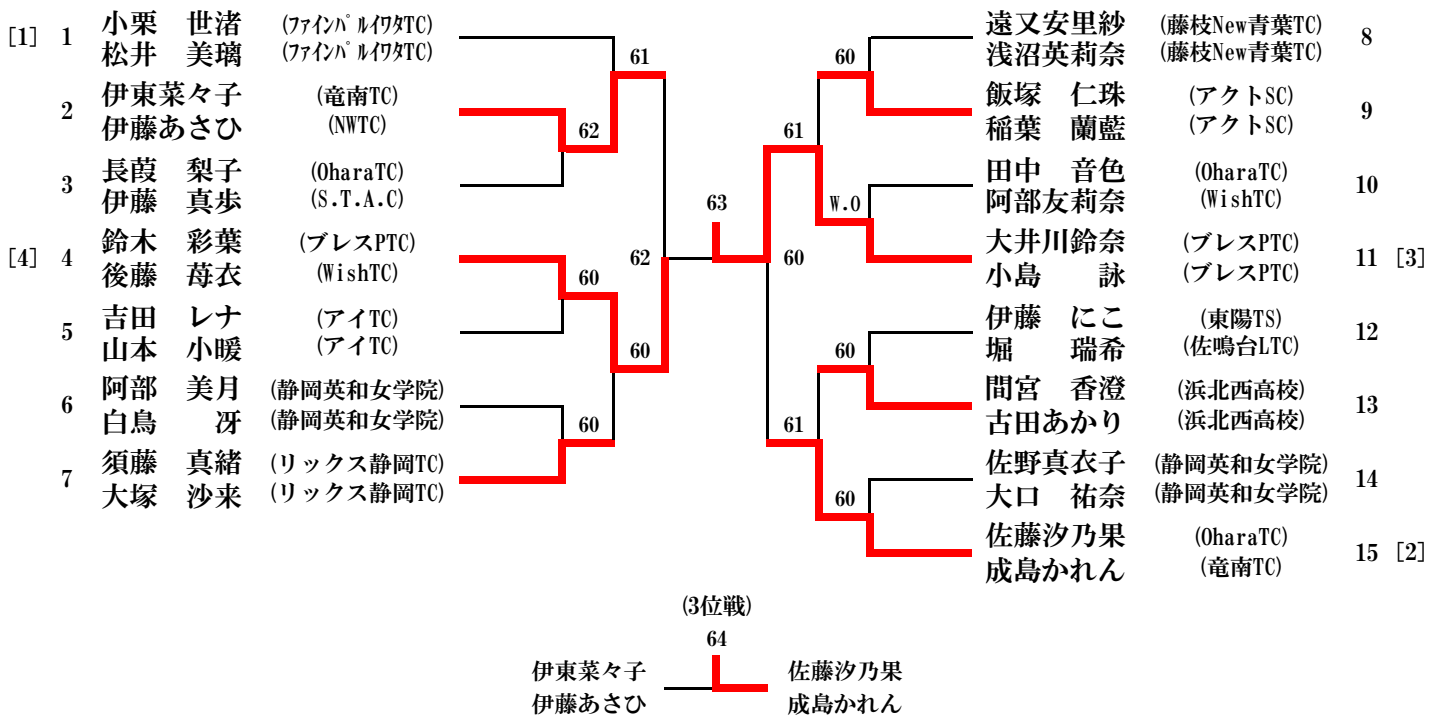 [1] 1 小栗 世渚 (ファインパルイワタTC)
松井 美璃 (ファインパルイワタTC)
2 伊東菜々子 (竜南TC)
伊藤あさひ (NWTC)
3 長葭 梨子 (OharaTC)
伊藤 真歩 (S.T.A.C)
[4] 4 鈴木 彩葉 (ブレスPTC)
後藤 苺衣 (WishTC)
5 吉田 レナ (アイTC)
山本 小暖 (アイTC)
6 阿部 美月 (静岡英和女学院)
白鳥 冴 (静岡英和女学院)
7 須藤 真緒 (リックス静岡TC)
大塚 沙来 (リックス静岡TC)
61
62
60
60
62
60
63
60
61
W.O
60
60
61
60
遠又安里紗 (藤枝New青葉TC) 8
浅沼英莉奈 (藤枝New青葉TC)
飯塚 仁珠 (アクトSC) 9
稲葉 蘭藍 (アクトSC)
田中 音色 (OharaTC) 10
阿部友莉奈 (WishTC)
大井川鈴奈 (ブレスPTC) 11 [3]
小島 詠 (ブレスPTC)
伊藤 にこ (東陽TS) 12
堀 瑞希 (佐鳴台LTC)
間宮 香澄 (浜北西高校) 13
古田あかり (浜北西高校)
佐野真衣子 (静岡英和女学院) 14
大口 祐奈 (静岡英和女学院)
佐藤汐乃果 (OharaTC) 15 [2]
成島かれん (竜南TC)
(3位戦)
64
伊東菜々子 佐藤汐乃果
伊藤あさひ 成島かれん